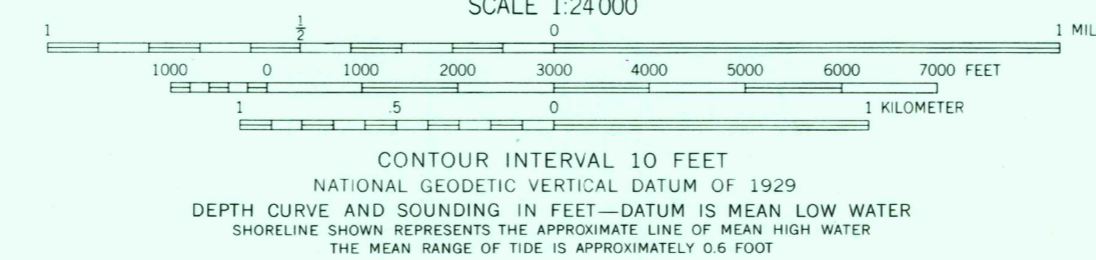 SCALE 1:24 000
1 ½ 0 1 MIL
1000 0 1000 2000 3000 4000 5000 6000 7000 FEET
1 .5 0 1 KILOMETER
CONTOUR INTERVAL 10 FEET
NATIONAL GEODETIC VERTICAL DATUM OF 1929
DEPTH CURVE AND SOUNDING IN FEET—DATUM IS MEAN LOW WATER
SHORELINE SHOWN REPRESENTS THE APPROXIMATE LINE OF MEAN HIGH WATER
THE MEAN RANGE OF TIDE IS APPROXIMATELY 0.6 FOOT